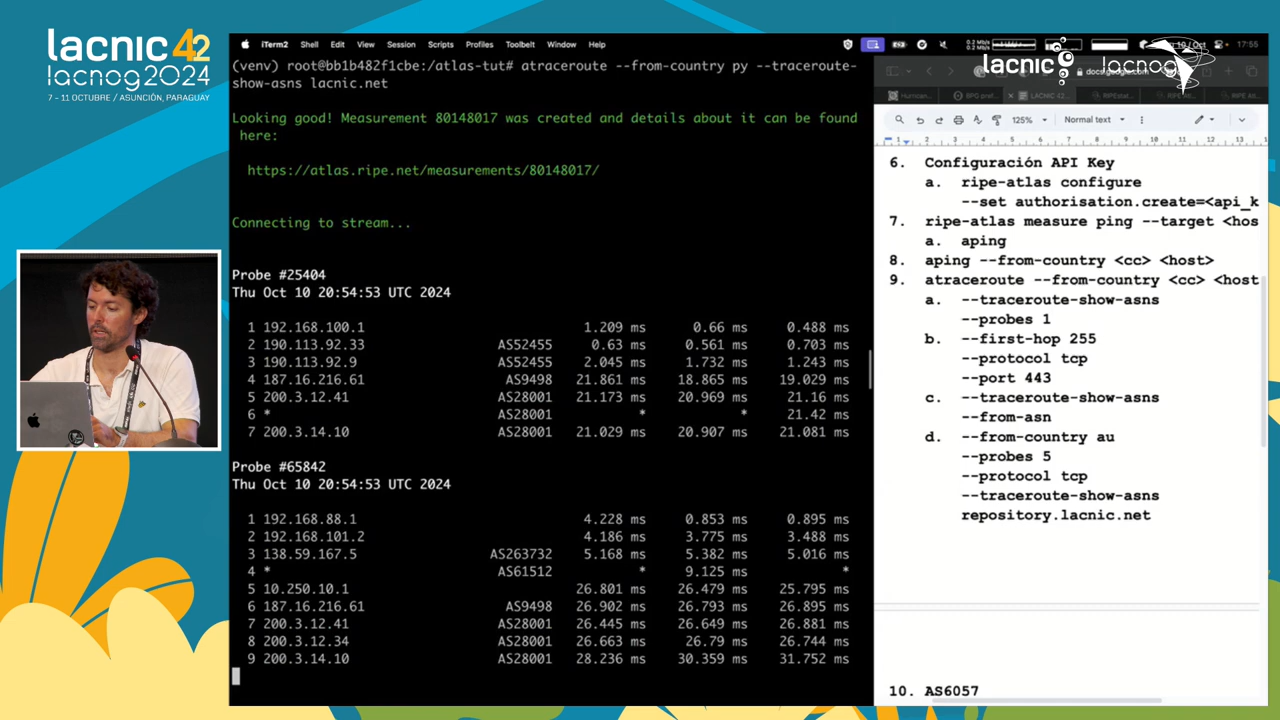 lacnic 42
lacnog2024
7 - 11 OCTUBRE / ASUNCIÓN, PARAGUAY
iTerm2 Shell Edit View Session Scripts Profiles Toolbelt Window Help
17:55
lacnic lacnog
docs.google.com
(venv) root@bb1b482f1cbe:/atlas-tut# atraceroute --from-country py --traceroute-
show-asns lacnic.net
Looking good! Measurement 80148017 was created and details about it can be found
here:
https://atlas.ripe.net/measurements/80148017/
Connecting to stream...
Probe #25404
Thu Oct 10 20:54:53 UTC 2024
1 192.168.100.1 1.209 ms 0.66 ms 0.488 ms
2 190.113.92.33 AS52455 0.63 ms 0.561 ms 0.703 ms
3 190.113.92.9 AS52455 2.045 ms 1.732 ms 1.243 ms
4 187.16.216.61 AS9498 21.861 ms 18.865 ms 19.029 ms
5 200.3.12.41 AS28001 21.173 ms 20.969 ms 21.16 ms
6 * AS28001 * * 21.42 ms
7 200.3.14.10 AS28001 21.029 ms 20.907 ms 21.081 ms
Probe #65842
Thu Oct 10 20:54:53 UTC 2024
1 192.168.88.1 4.228 ms 0.853 ms 0.895 ms
2 192.168.101.2 4.186 ms 3.775 ms 3.488 ms
3 138.59.167.5 AS263732 5.168 ms 5.382 ms 5.016 ms
4 * AS61512 * 9.125 ms *
5 10.250.10.1 26.801 ms 26.479 ms 25.795 ms
6 187.16.216.61 AS9498 26.902 ms 26.793 ms 26.895 ms
7 200.3.12.41 AS28001 26.445 ms 26.649 ms 26.881 ms
8 200.3.12.34 AS28001 26.663 ms 26.79 ms 26.744 ms
9 200.3.14.10 AS28001 28.236 ms 30.359 ms 31.752 ms
125% Normal text
6. Configuración API Key
a. ripe-atlas configure
--set authorisation.create=<api_k
7. ripe-atlas measure ping --target <hos
a. aping
8. aping --from-country <cc> <host>
9. atraceroute --from-country <cc> <host
a. --traceroute-show-asns
--probes 1
b. --first-hop 255
--protocol tcp
--port 443
c. --traceroute-show-asns
--from-asn
d. --from-country au
--probes 5
--protocol tcp
--traceroute-show-asns
repository.lacnic.net
10. AS6057